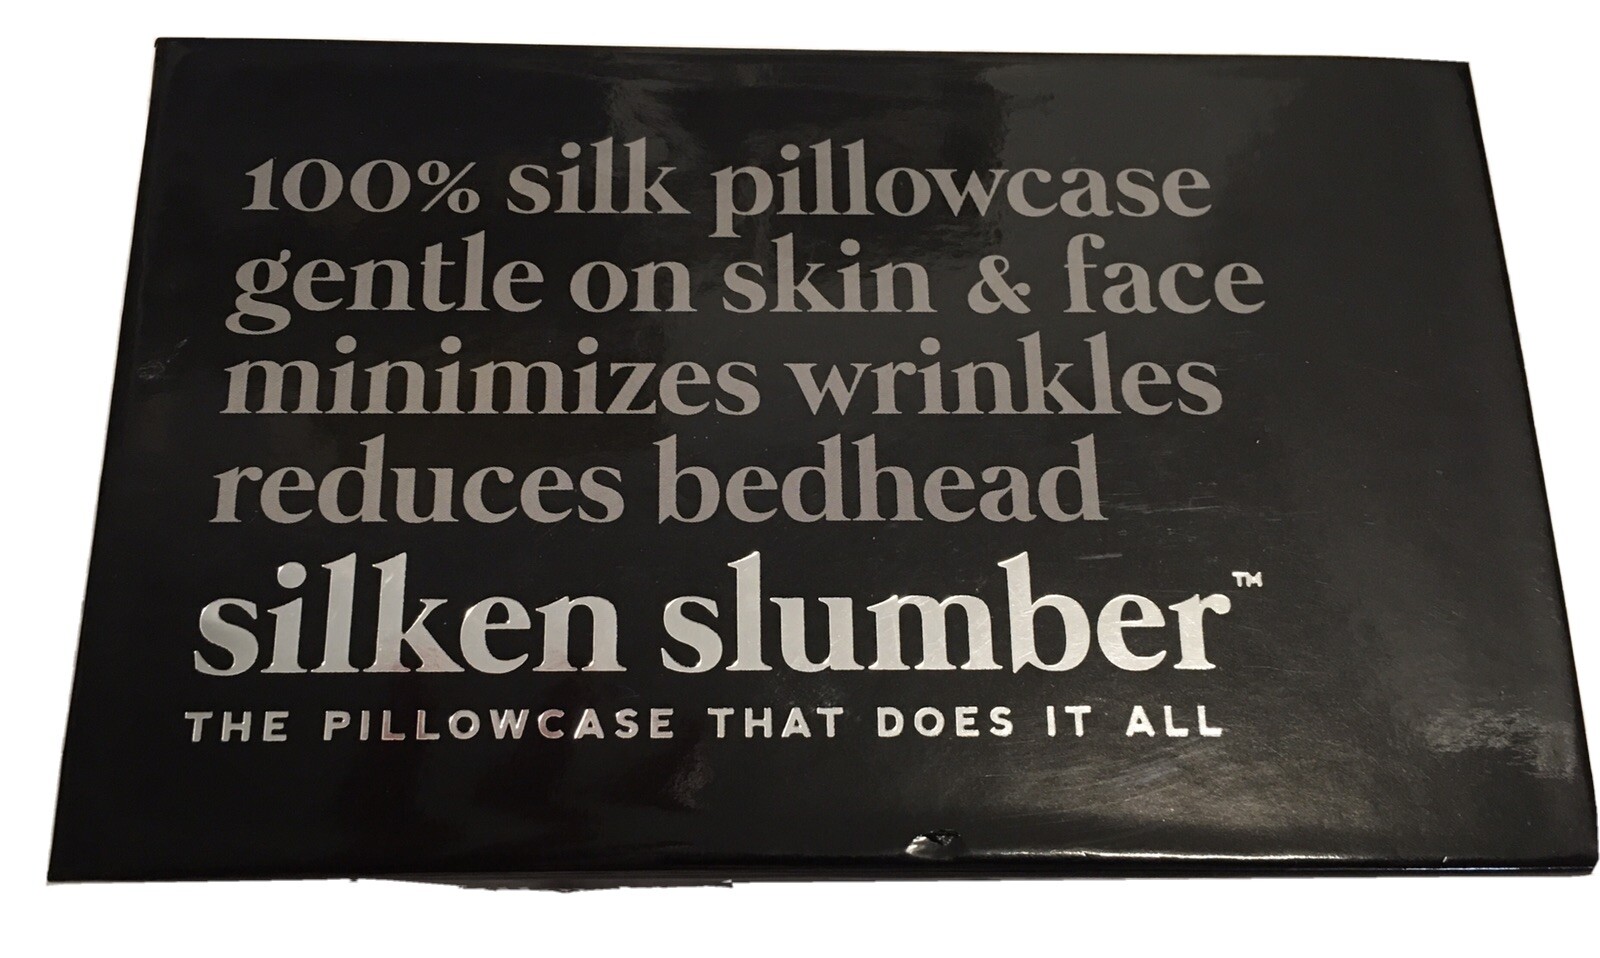 100% silk pillowcase
gentle on skin & face
minimizes wrinkles
reduces bedhead
silken slumber™
THE PILLOWCASE THAT DOES IT ALL